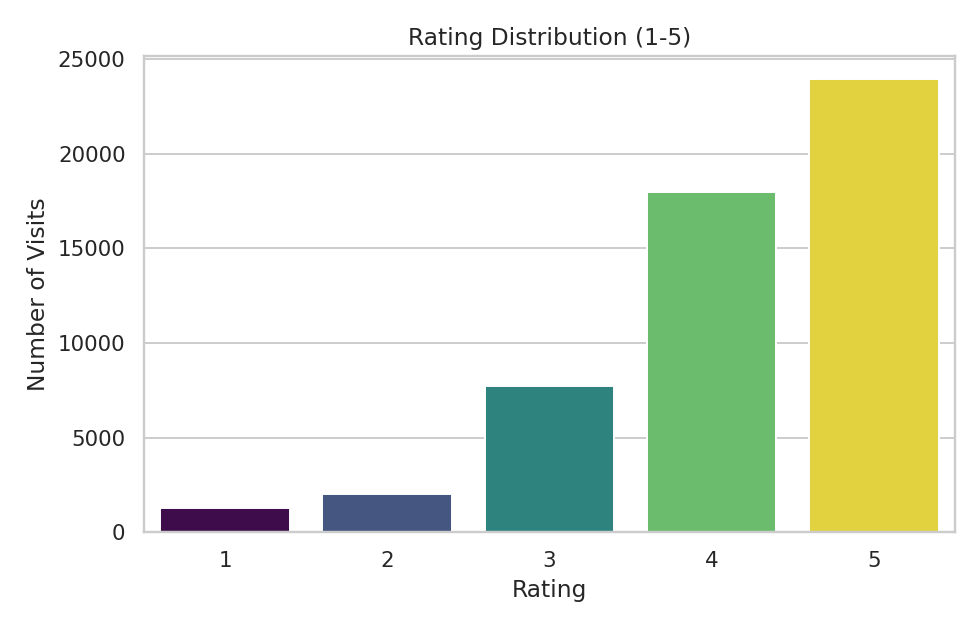 Rating Distribution (1-5)
25000
20000
15000
10000
5000
0
Number of Visits
1 2 3 4 5
Rating